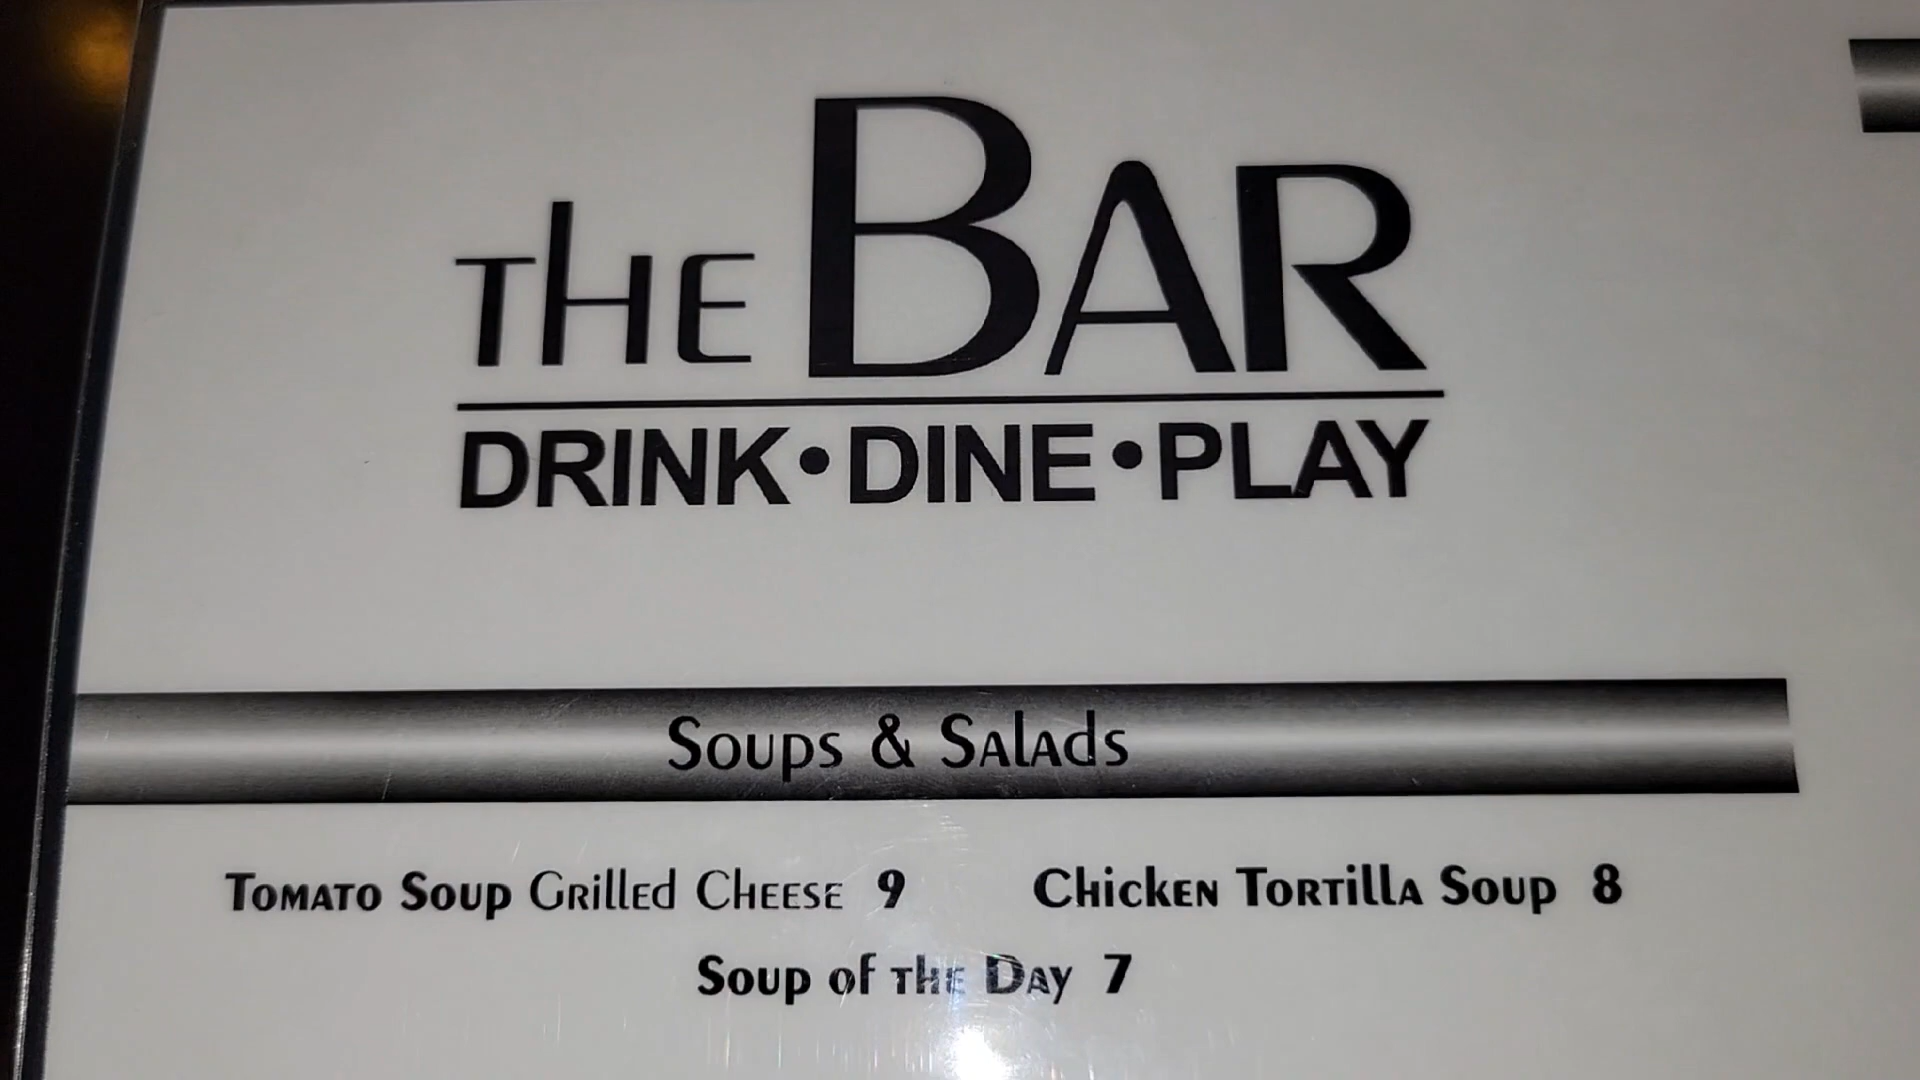 The Bar
DRINK•DINE•PLAY
Soups & Salads
Tomato Soup Grilled Cheese 9
Chicken Tortilla Soup 8
Soup of the Day 7